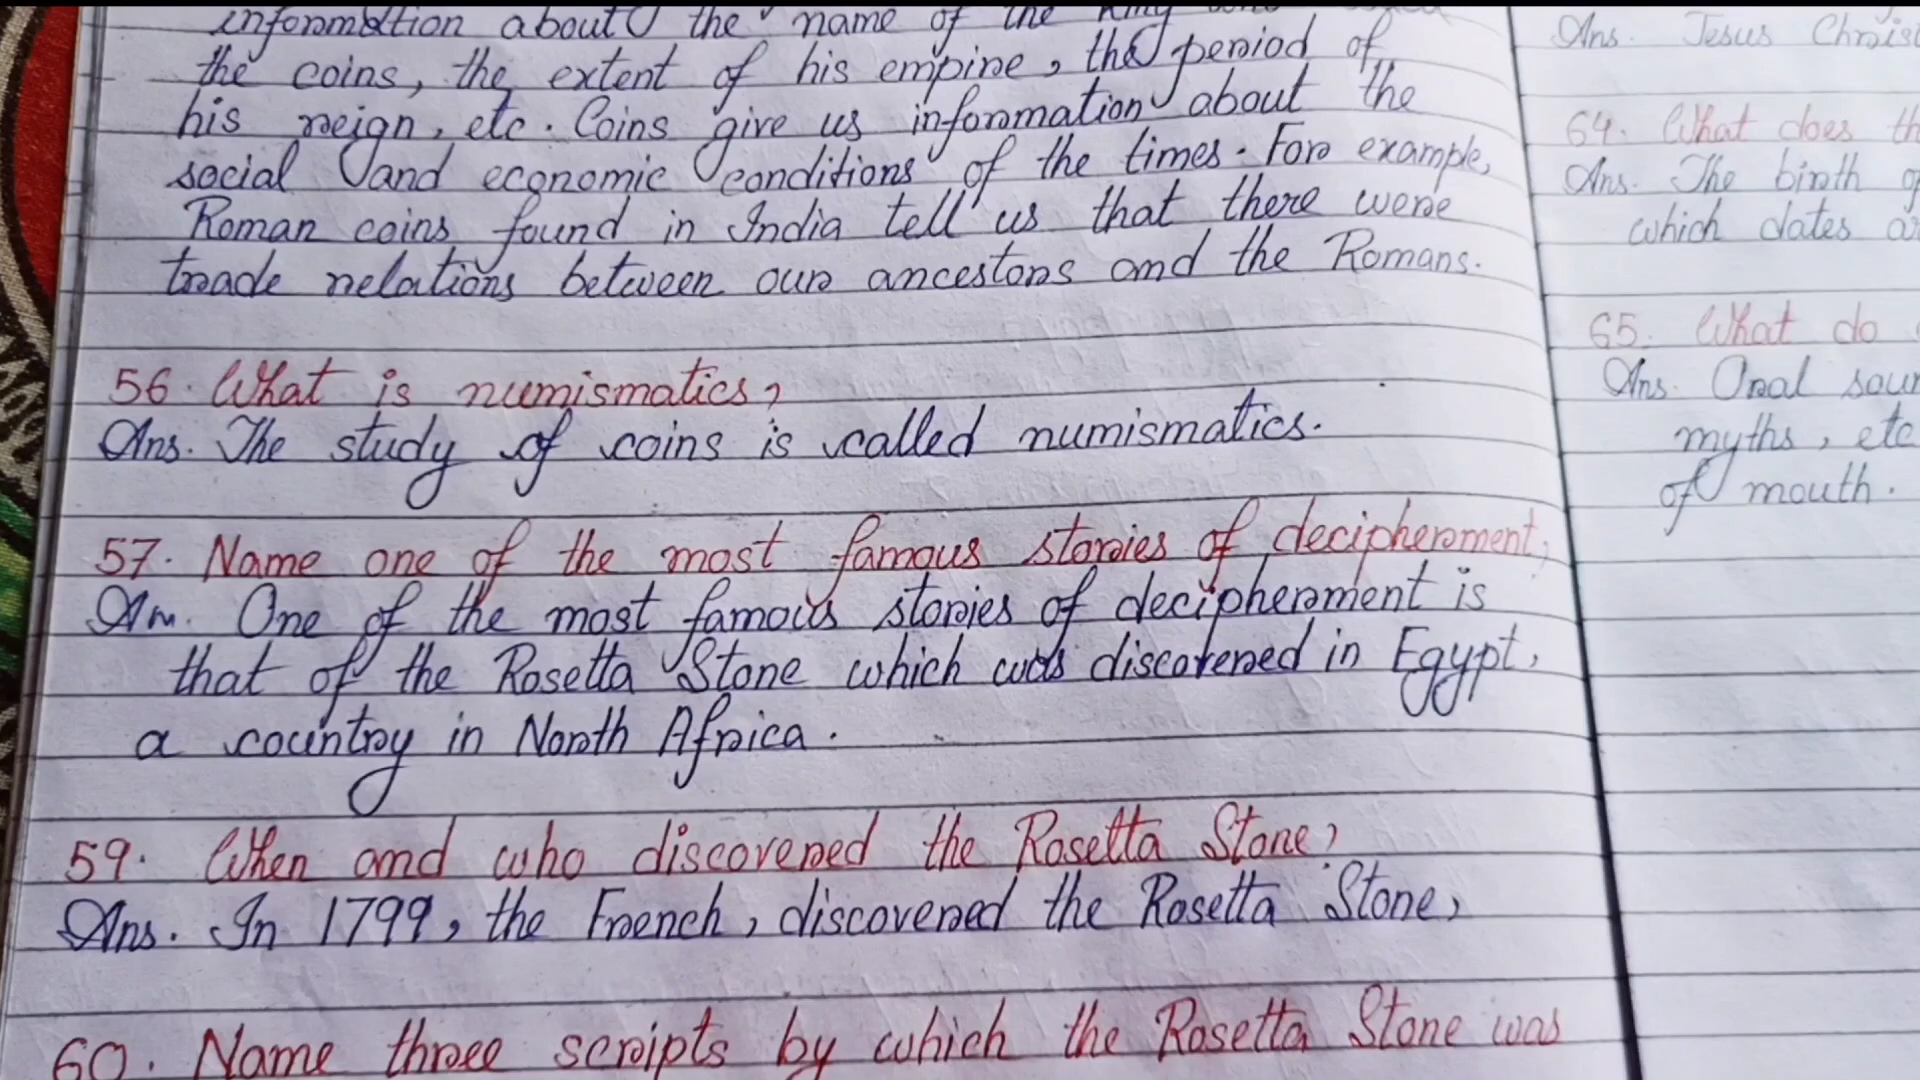 information about the name of the king
the coins, the extent of his empire, the period of
his reign, etc. Coins give us information about the
social and economic conditions of the times. For example,
Roman coins found in India tell us that there were
trade relations between our ancestors and the Romans.
56. What is numismatics?
Ans. The study of coins is called numismatics.
57. Name one of the most famous stories of decipherment,
Ans. One of the most famous stories of decipherment is
that of the Rosetta Stone which was discovered in Egypt,
a country in North Africa.
59. When and who discovered the Rosetta Stone?
Ans. In 1799, the French, discovered the Rosetta Stone,
60. Name three scripts by which the Rosetta Stone was
Ans. Jesus Christ
64. What does th
Ans. The birth of
which dates a
65. What do
Ans. Oral sour
myths, etc
of mouth.